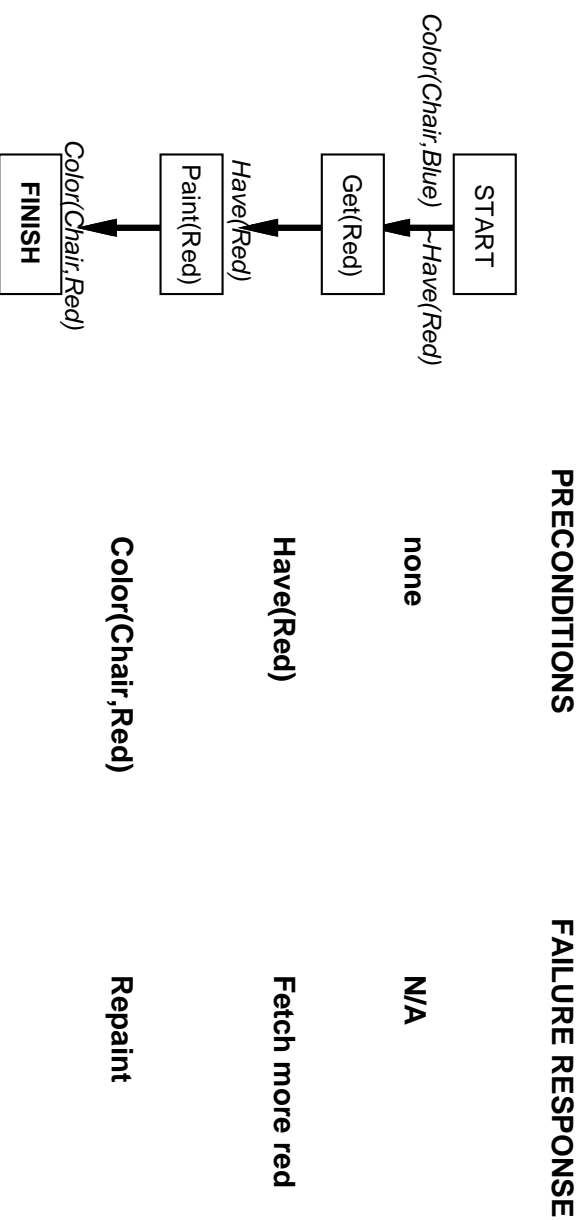 PRECONDITIONS FAILURE RESPONSE
START
Color(Chair,Blue) ~Have(Red)
none N/A
Get(Red)
Have(Red)
Have(Red) Fetch more red
Paint(Red)
Color(Chair,Red) Repaint
Color(Chair,Red)
FINISH